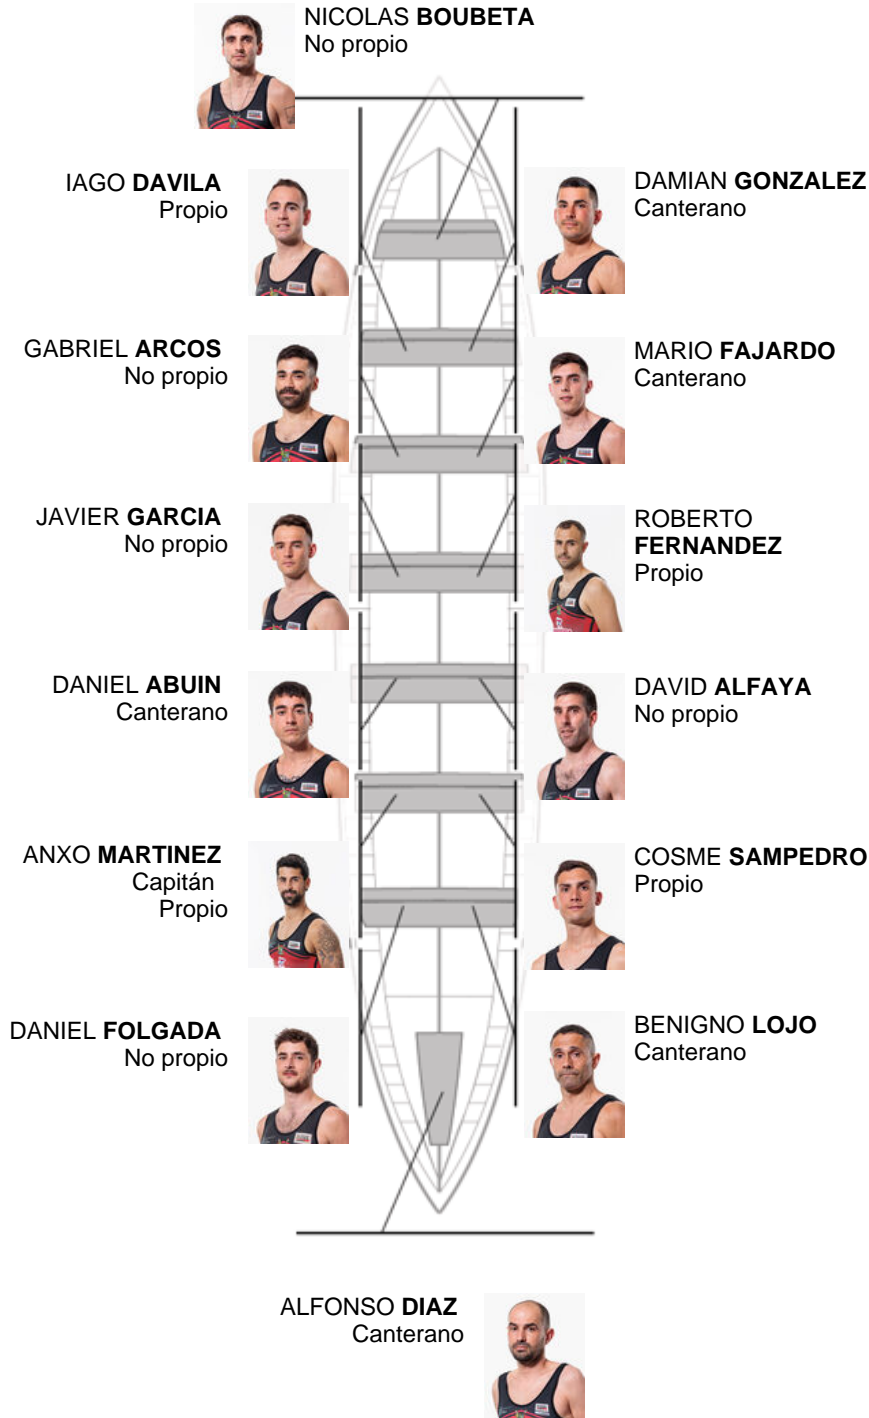 NICOLAS BOUBETA
No propio
IAGO DAVILA
Propio
DAMIAN GONZALEZ
Canterano
GABRIEL ARCOS
No propio
MARIO FAJARDO
Canterano
JAVIER GARCIA
No propio
ROBERTO
FERNANDEZ
Propio
DANIEL ABUIN
Canterano
DAVID ALFAYA
No propio
ANXO MARTINEZ
Capitán
Propio
COSME SAMPEDRO
Propio
DANIEL FOLGADA
No propio
BENIGNO LOJO
Canterano
ALFONSO DIAZ
Canterano